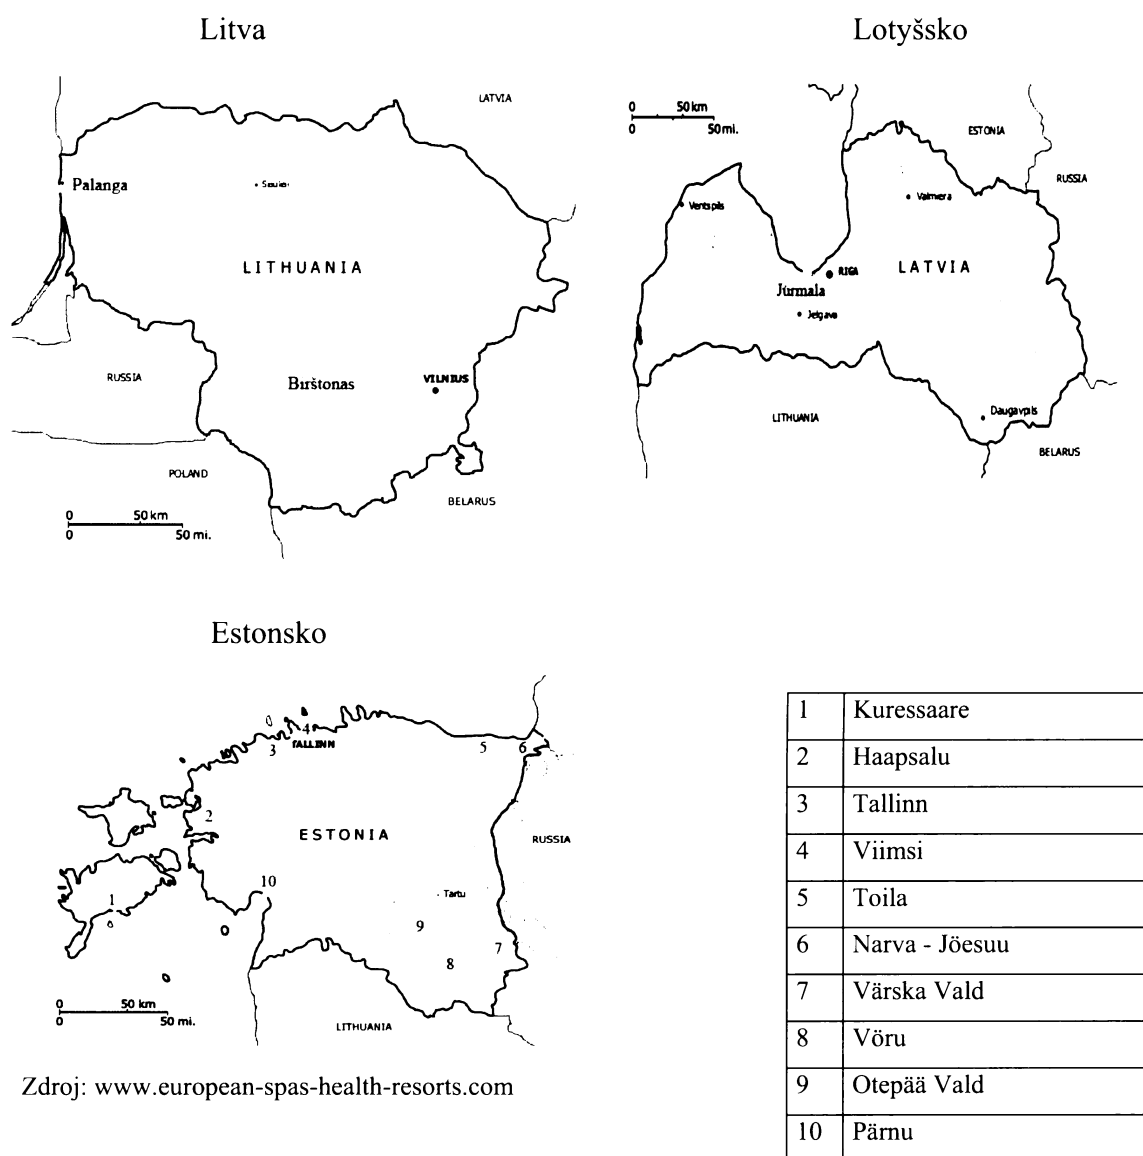 Litva
LATVIA
Palanga
LITHUANIA
RUSSIA
Birštonas
VILNIUS
POLAND
BELARUS
0 50 km
0 50 mi.
Lotyšsko
0 50 km
0 50 mi.
ESTONIA
RUSSIA
Ventspils
Valmiera
LATVIA
RIGA
Jūrmala
Jelgava
LITHUANIA
Daugavpils
BELARUS
Estonsko
4
TALLINN
3
5
6
2
ESTONIA
RUSSIA
10
Tartu
1
9
7
8
0 50 km
0 50 mi.
LITHUANIA
Zdroj: www.european-spas-health-resorts.com
1 Kuressaare
2 Haapsalu
3 Tallinn
4 Viimsi
5 Toila
6 Narva - Jöesuu
7 Värska Vald
8 Vöru
9 Otepää Vald
10 Pärnu